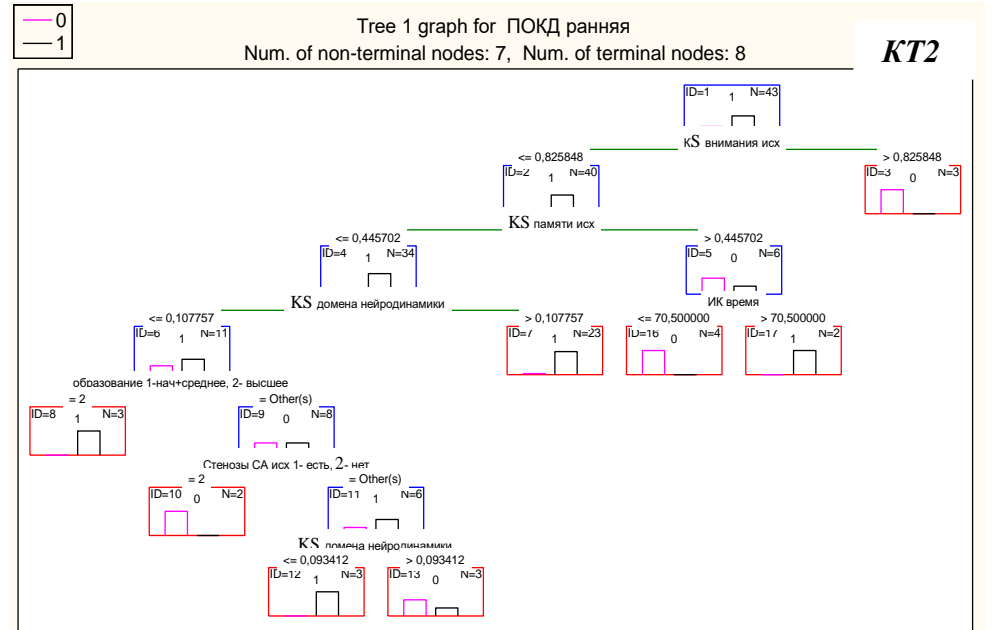 0
1
Tree 1 graph for ПОКД ранняя
Num. of non-terminal nodes: 7, Num. of terminal nodes: 8
КТ2
ID=1 1 N=43
KS внимания исх
<= 0,825848
> 0,825848
ID=2 1 N=40
ID=3 0 N=3
KS памяти исх
<= 0,445702
> 0,445702
ID=4 1 N=34
ID=5 0 N=6
KS домена нейродинамики
ИК время
<= 0,107757
> 0,107757
<= 70,500000
> 70,500000
ID=6 1 N=11
ID=7 1 N=23
ID=16 0 N=4
ID=17 1 N=2
образование 1-нач+среднее, 2- высшее
= 2
= Other(s)
ID=8 1 N=3
ID=9 0 N=8
Стенозы СА исх 1- есть, 2- нет
= 2
= Other(s)
ID=10 0 N=2
ID=11 1 N=6
KS домена нейродинамики
<= 0,093412
> 0,093412
ID=12 1 N=3
ID=13 0 N=3